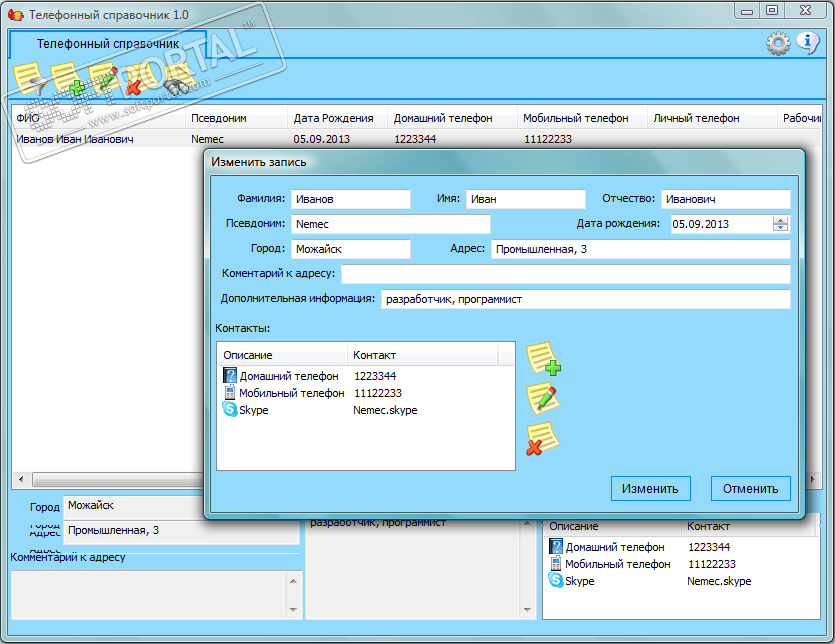 Телефонный справочник 1.0
Телефонный справочник
PORTAL™
www.softportal.com
ФИО Псевдоним Дата Рождения Домашний телефон Мобильный телефон Личный телефон Рабочи
Иванов Иван Иванович Nemec 05.09.2013 1223344 11122233
Изменить запись
Фамилия: Иванов Имя: Иван Отчество: Иванович
Псевдоним: Nemec Дата рождения: 05.09.2013
Город: Можайск Адрес: Промышленная, 3
Коментарий к адресу:
Дополнительная информация: разработчик, программист
Контакты:
Описание Контакт
Домашний телефон 1223344
Мобильный телефон 11122233
Skype Nemec.skype
Изменить Отменить
Город Можайск
Город
Адрес Промышленная, 3
Адрес
Комментарий к адресу
разработчик, программист
Описание Контакт
Домашний телефон 1223344
Мобильный телефон 11122233
Skype Nemec.skype